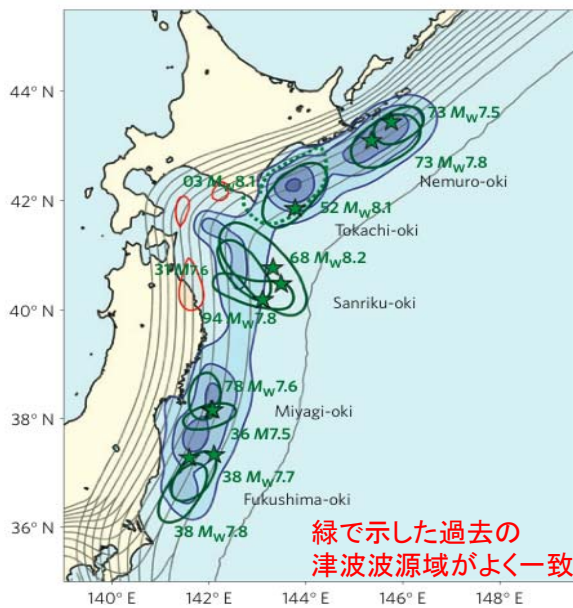 44° N
42° N
40° N
38° N
36° N
73 MW7.5
73 MW7.8
Nemuro-oki
03 MW8.1
52 MW8.1
Tokachi-oki
68 MW8.2
31 M7.6
Sanriku-oki
94 MW7.8
78 MW7.6
Miyagi-oki
36 M7.5
38 MW7.7
Fukushima-oki
38 MW7.8
緑で示した過去の
津波波源域がよく一致
140° E
142° E
144° E
146° E
148° E